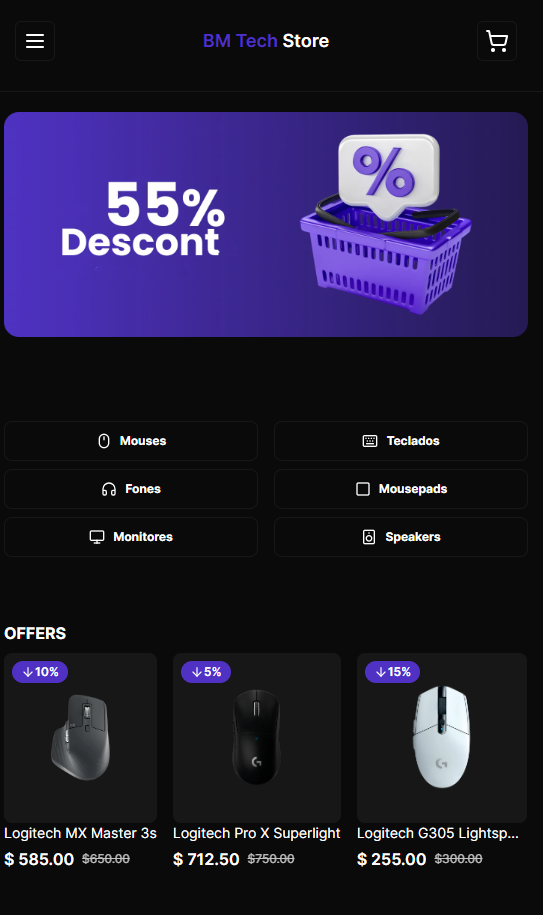 BM Tech Store
55%
Descont
%
Mouses
Teclados
Fones
Mousepads
Monitores
Speakers
OFFERS
↓10%
↓5%
↓15%
Logitech MX Master 3s
Logitech Pro X Superlight
Logitech G305 Lightsp...
$ 585.00 $650.00
$ 712.50 $750.00
$ 255.00 $300.00